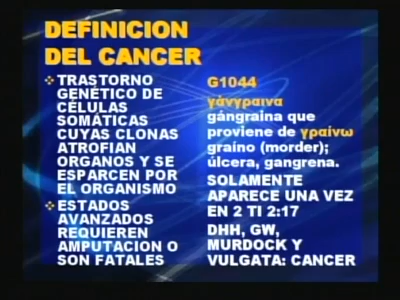 DEFINICION
DEL CANCER
TRASTORNO
GENÉTICO DE
CÉLULAS
SOMÁTICAS
CUYAS CLONAS
ATROFIAN
ORGANOS Y SE
ESPARCEN POR
EL ORGANISMO
ESTADOS
AVANZADOS
REQUIEREN
AMPUTACION O
SON FATALES
G1044
γάνγραινα
gángraina que
proviene de γραίνω
graíno (morder);
úlcera, gangrena.
SOLAMENTE
APARECE UNA VEZ
EN 2 TI 2:17
DHH, GW,
MURDOCK Y
VULGATA: CANCER